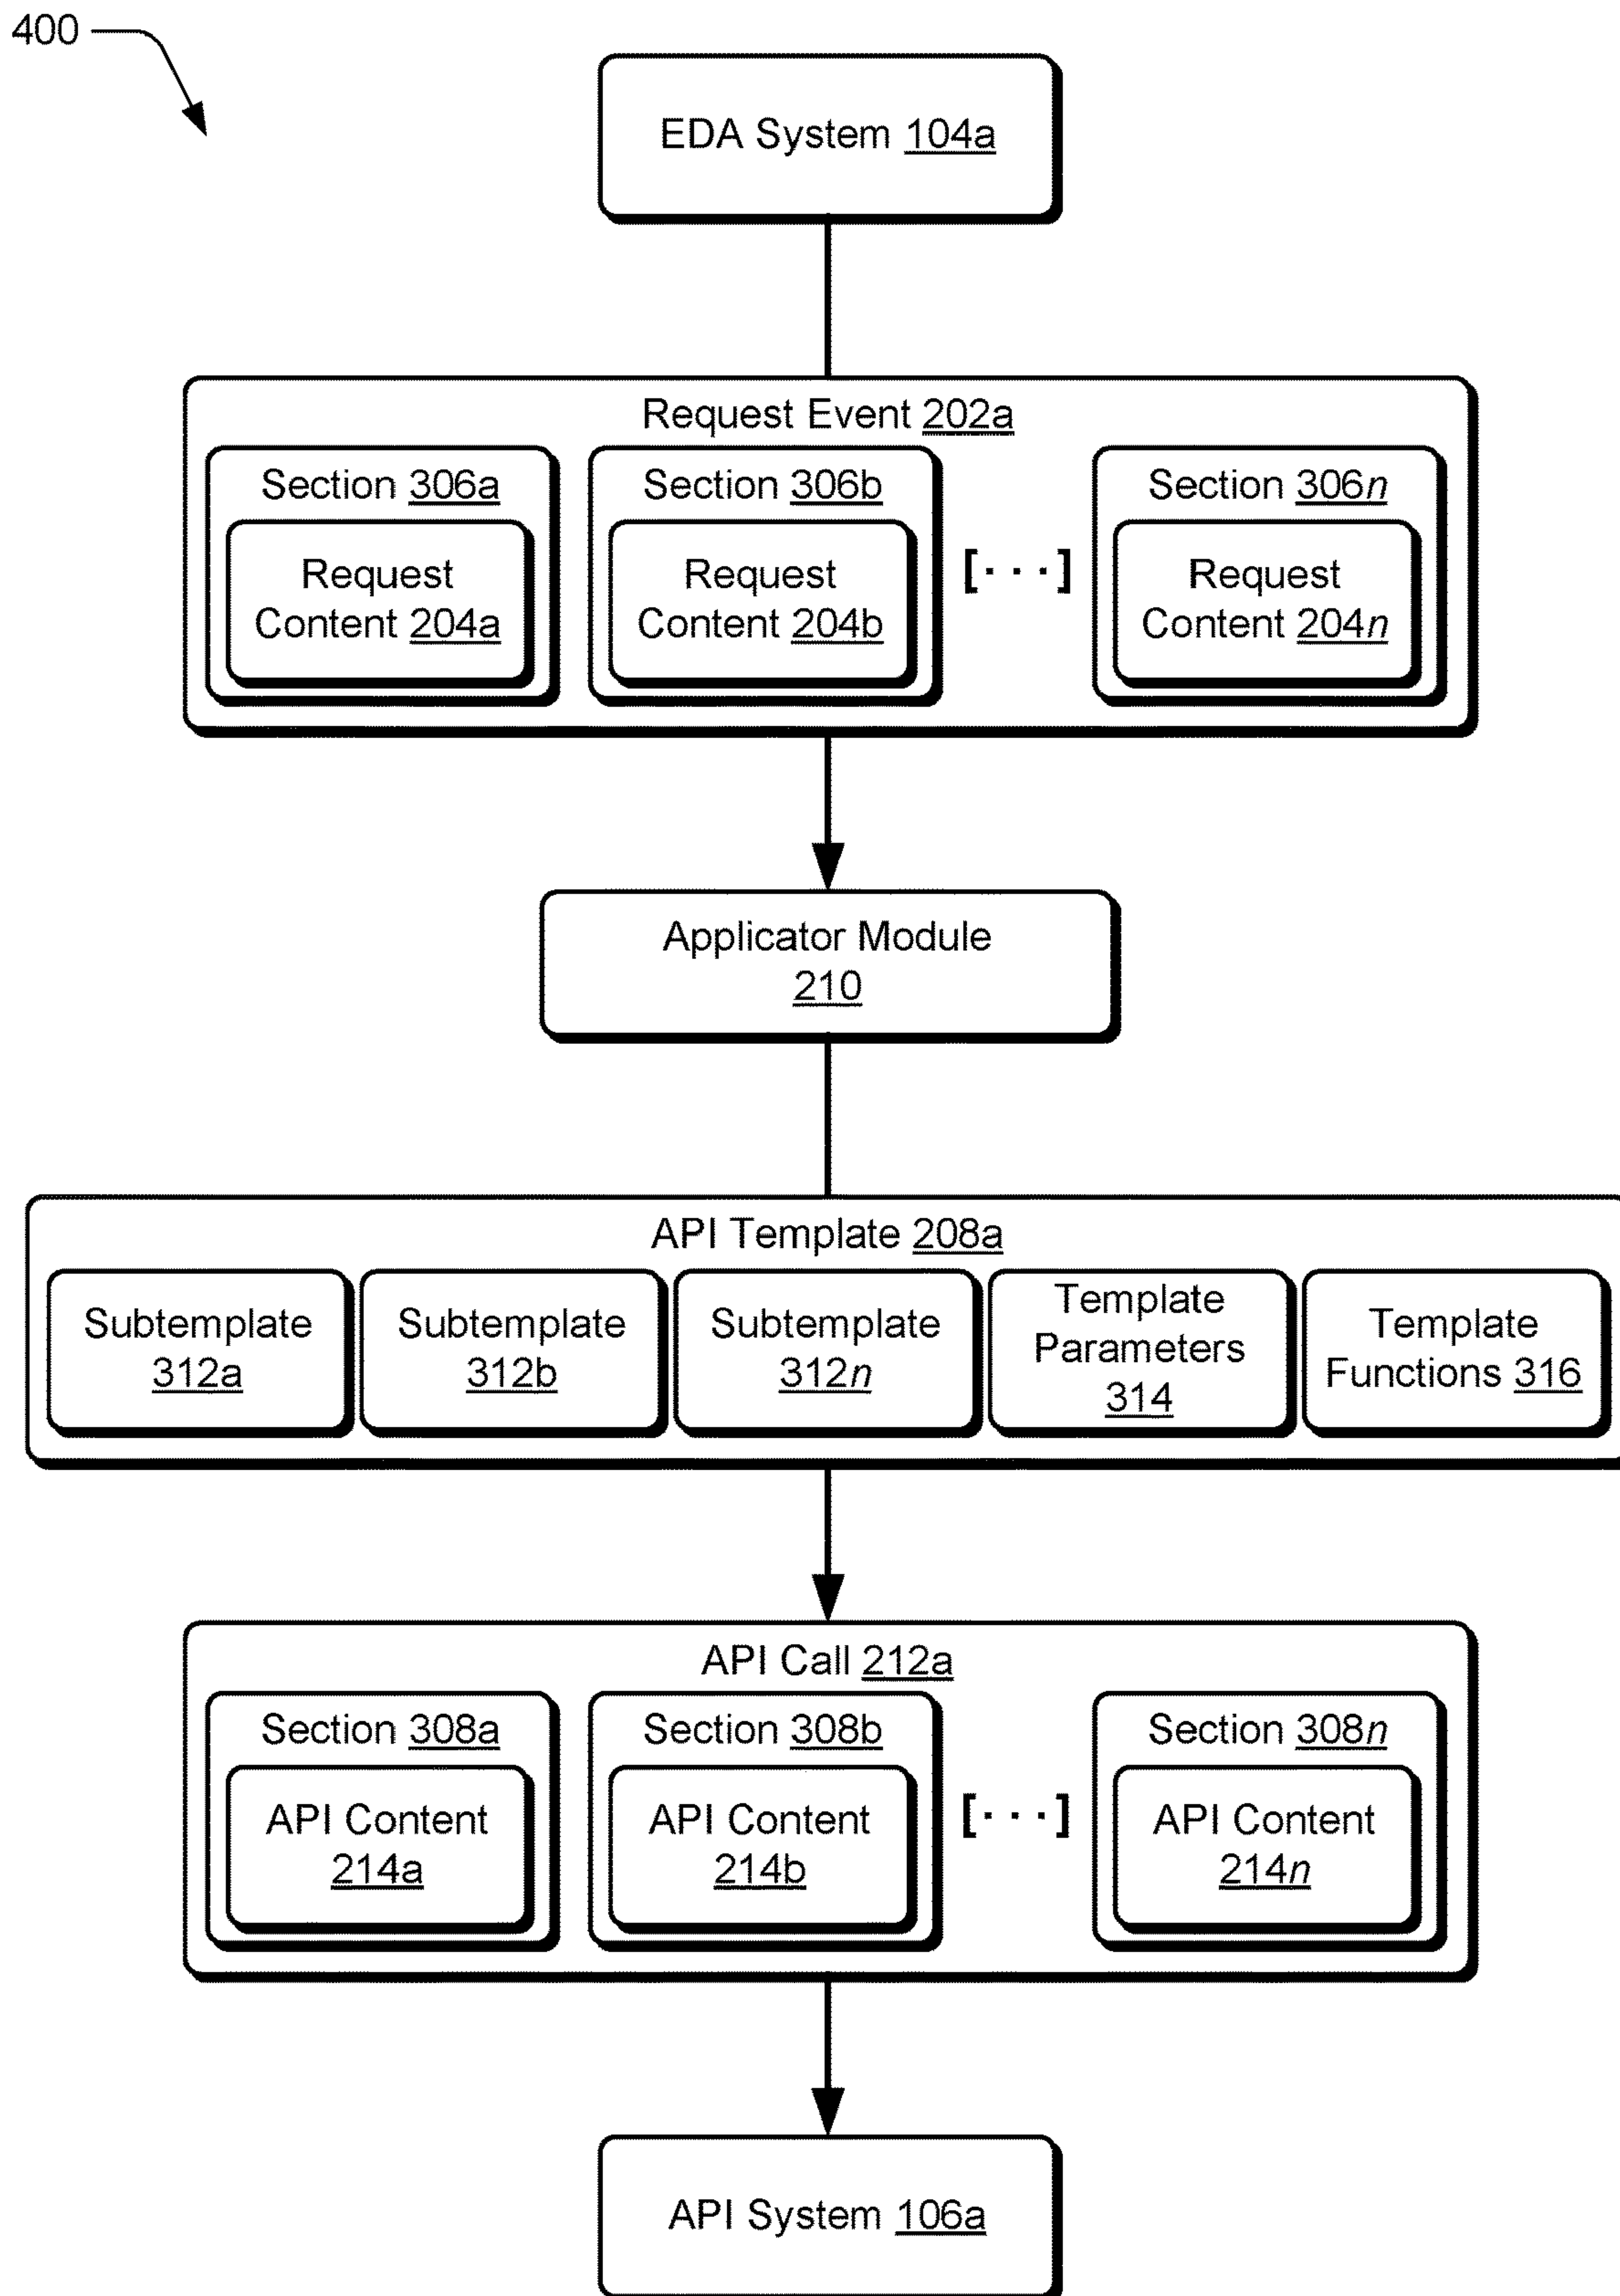 400
EDA System 104a
Request Event 202a
Section 306a
Request
Content 204a
Section 306b
Request
Content 204b
[· · ·]
Section 306n
Request
Content 204n
Applicator Module
210
API Template 208a
Subtemplate
312a
Subtemplate
312b
Subtemplate
312n
Template
Parameters
314
Template
Functions 316
API Call 212a
Section 308a
API Content
214a
Section 308b
API Content
214b
[· · ·]
Section 308n
API Content
214n
API System 106a